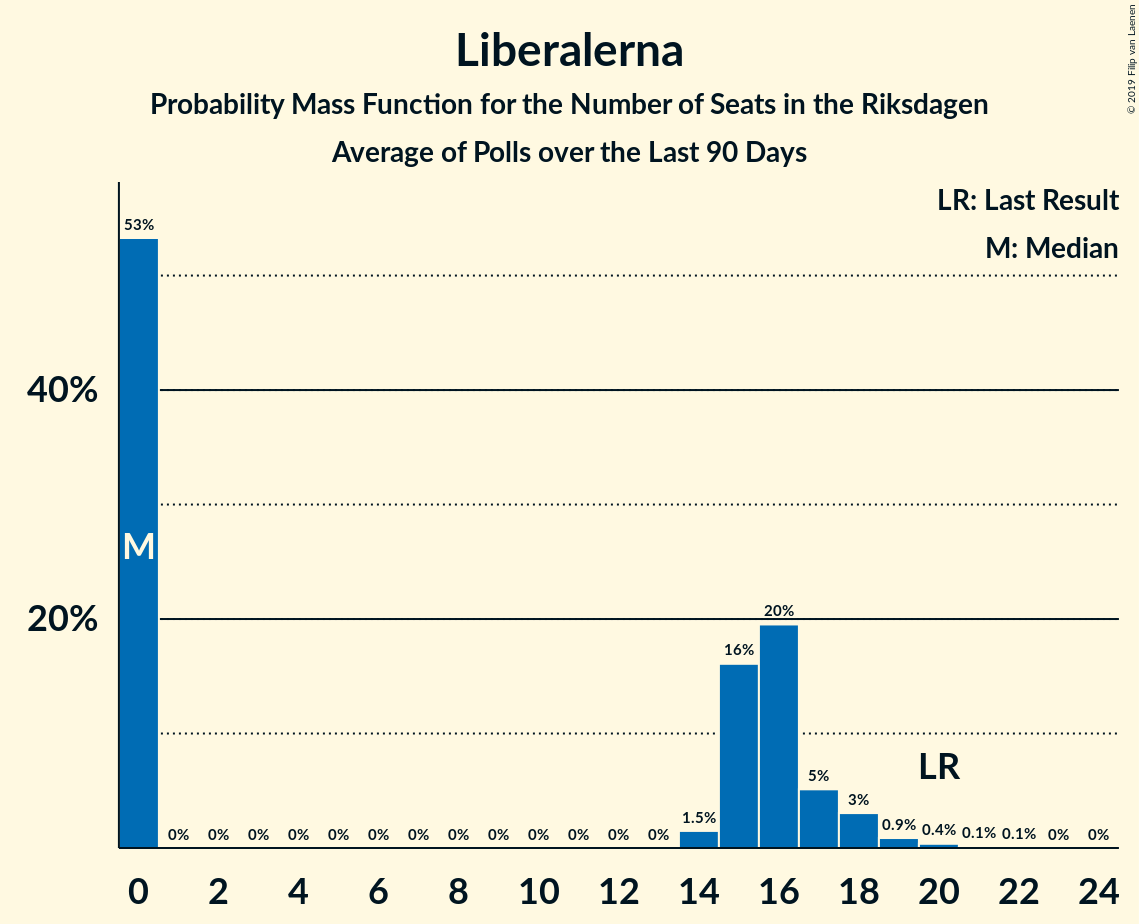 Liberalerna
Probability Mass Function for the Number of Seats in the Riksdagen
Average of Polls over the Last 90 Days
© 2019 Filip van Laenen
LR: Last Result
M: Median
40%
20%
53%
M
0% 0% 0% 0% 0% 0% 0% 0% 0% 0% 0% 0% 0%
1.5%
16%
20%
5%
3%
0.9%
0.4%
0.1%
0.1%
0%
0%
LR
0 2 4 6 8 10 12 14 16 18 20 22 24